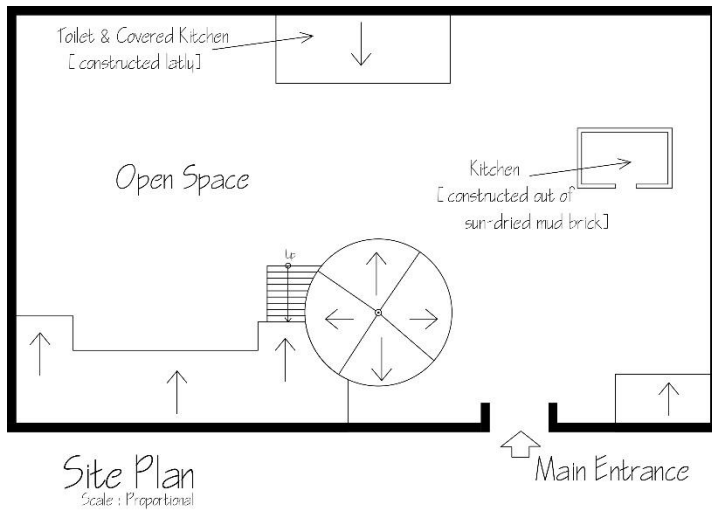 Toilet & Covered Kitchen
[ constructed latly]
Open Space
Kitchen
[ constructed out of
sun-dried mud brick]
Up
Site Plan
Scale : Proportional
Main Entrance